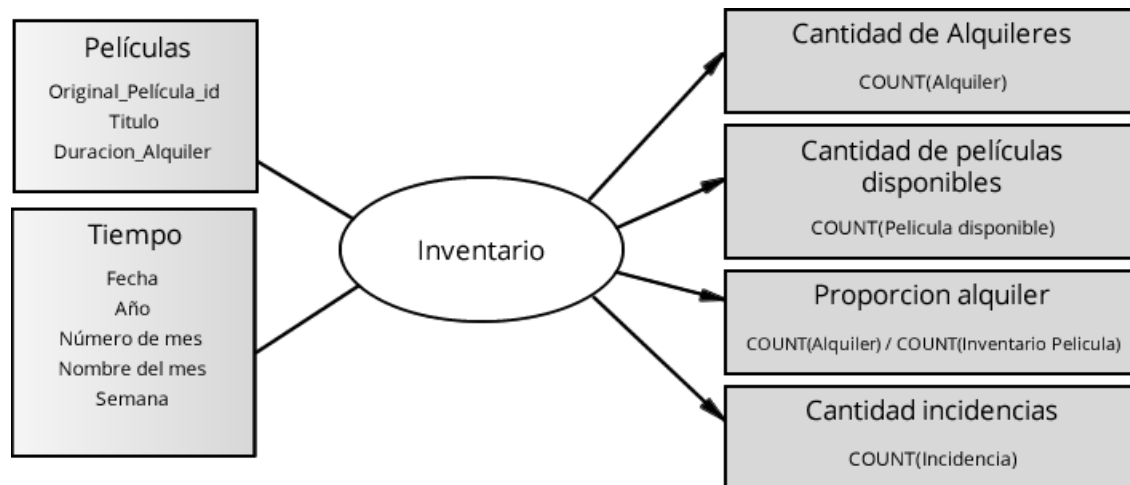 Películas
Original_Película_id
Titulo
Duracion_Alquiler
Tiempo
Fecha
Año
Número de mes
Nombre del mes
Semana
Inventario
Cantidad de Alquileres
COUNT(Alquiler)
Cantidad de películas
disponibles
COUNT(Pelicula disponible)
Proporcion alquiler
COUNT(Alquiler) / COUNT(Inventario Pelicula)
Cantidad incidencias
COUNT(Incidencia)